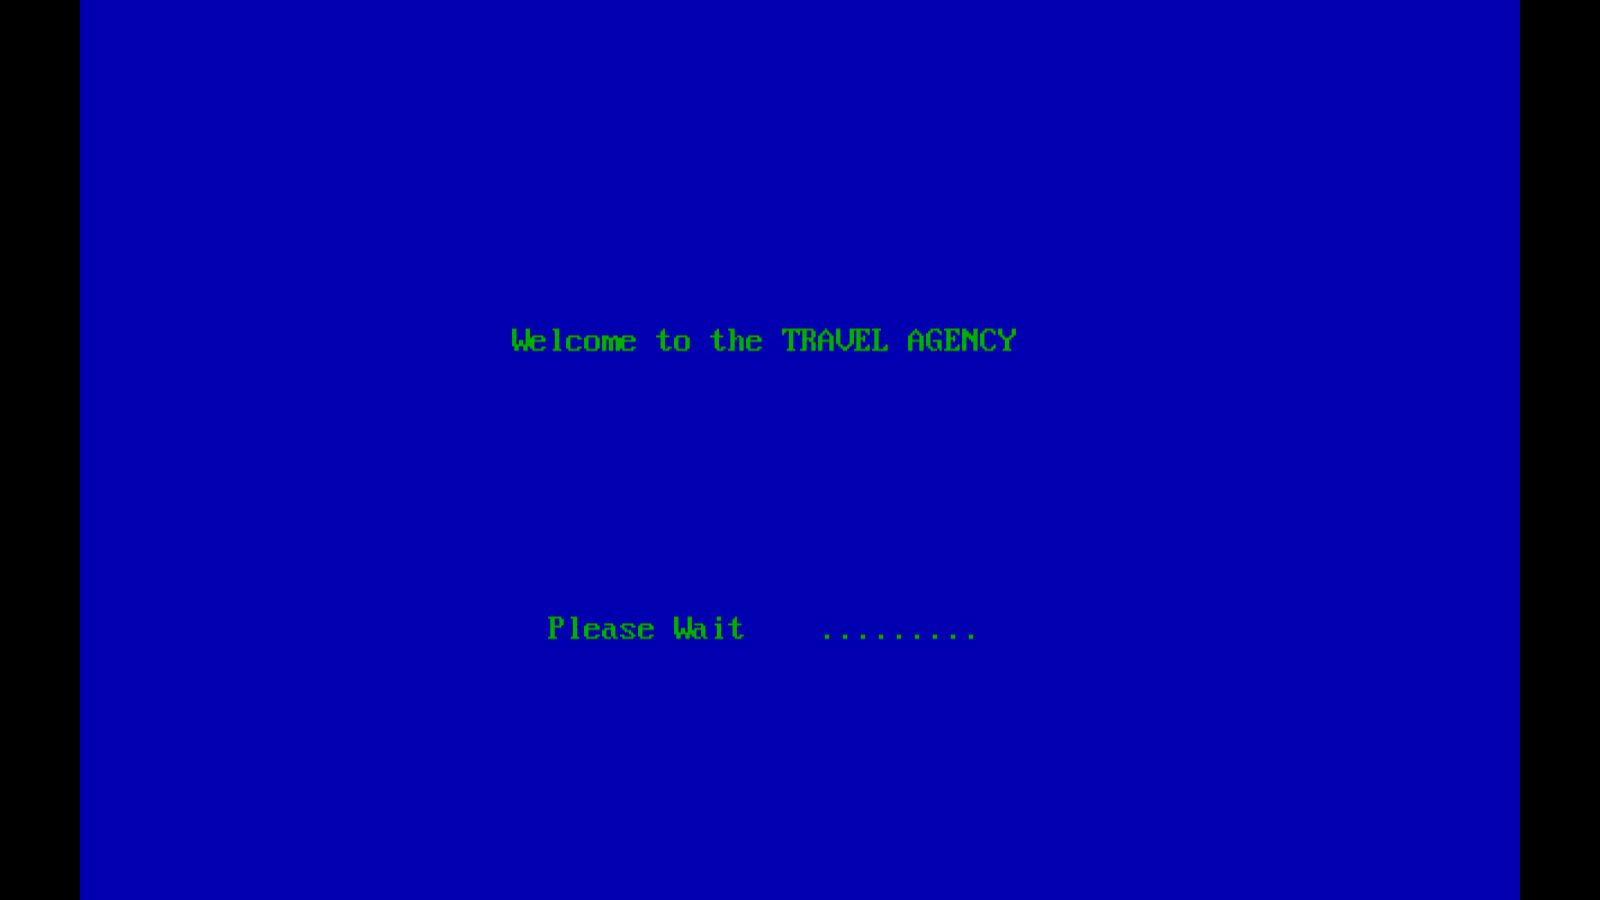 Welcome to the TRAVEL AGENCY
Please Wait    .........